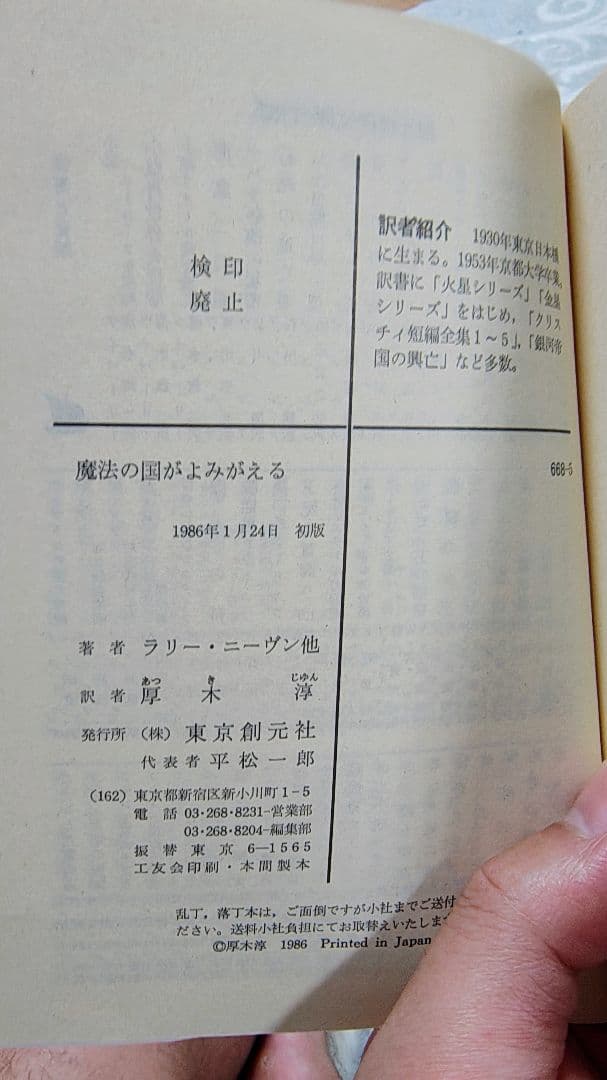 検印
廃止
訳者紹介　1930年東京日本橋
に生まる。1953年京都大学卒業。
訳書に「火星シリーズ」「金星
シリーズ」をはじめ，「クリス
ティ短編全集1～5」，「銀河帝
国の興亡」など多数。
魔法の国がよみがえる
668-5
1986年1月24日　初版
著者　ラリー・ニーヴン他
あつ　き　じゅん
訳者　厚木淳
発行所　（株）東京創元社
代表者　平松一郎
（162）東京都新宿区新小川町1-5
電話 03・268・8231-営業部
03・268・8204-編集部
振替東京 6―1565
工友会印刷・本間製本
乱丁，落丁本は，ご面倒ですが小社までご送付
ださい。送料小社負担にてお取替えいたします
©厚木淳　1986　Printed in Japan